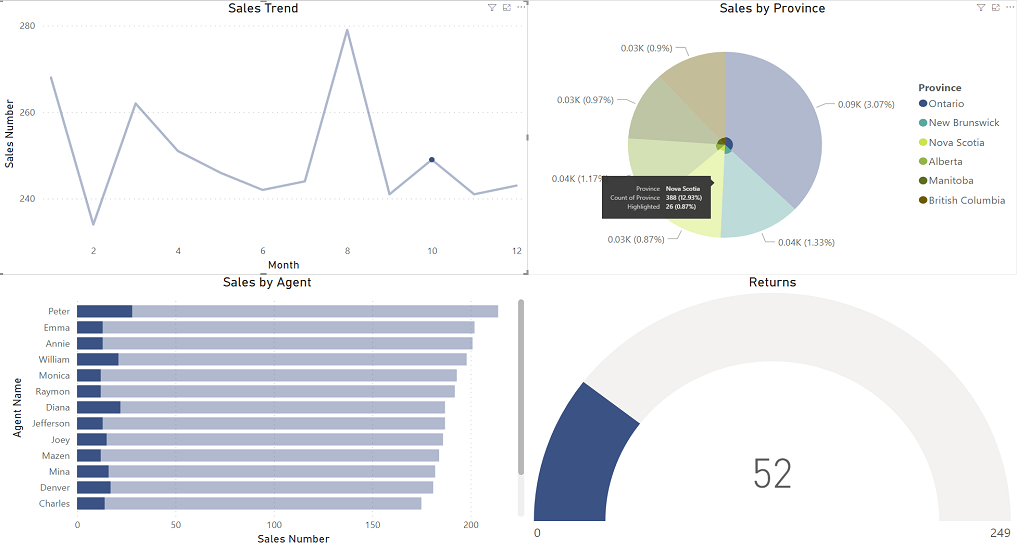 Sales Trend
280
260
240
Sales Number
2 4 6 8 10 12
Month
Sales by Province
0.03K (0.9%)
0.09K (3.07%)
0.03K (0.97%)
0.04K (1.17%
0.03K (0.87%)
0.04K (1.33%)
Province Nova Scotia
Count of Province 388 (12.93%)
Highlighted 26 (0.87%)
Province
Ontario
New Brunswick
Nova Scotia
Alberta
Manitoba
British Columbia
Sales by Agent
Agent Name
Peter
Emma
Annie
William
Monica
Raymon
Diana
Jefferson
Joey
Mazen
Mina
Denver
Charles
0 50 100 150 200
Sales Number
Returns
52
0 249